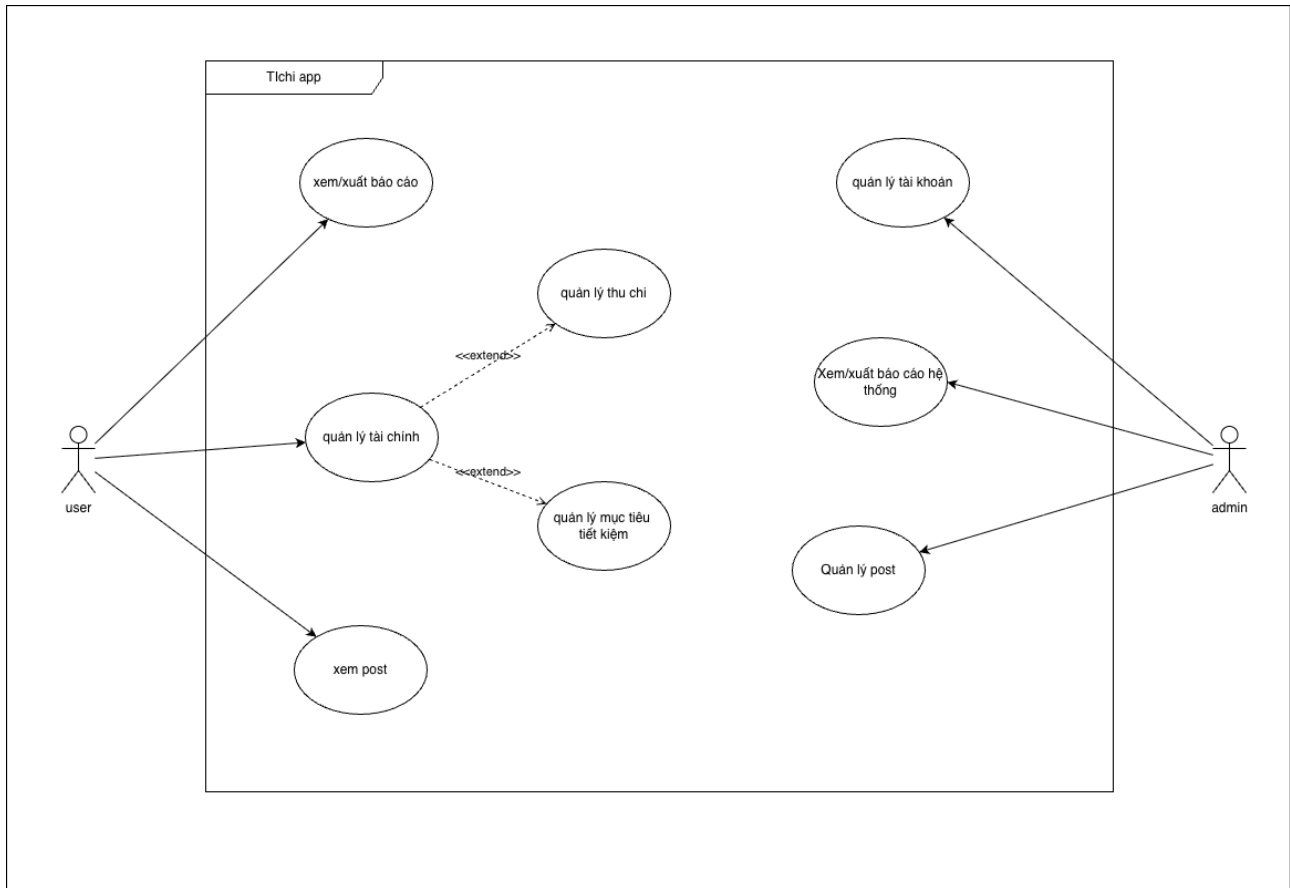 TIchi app
xem/xuất báo cáo
quản lý tài khoản
quản lý thu chi
<<extend>>
Xem/xuất báo cáo hệ
thống
quản lý tài chính
<<extend>>
user
admin
quản lý mục tiêu
tiết kiệm
Quản lý post
xem post